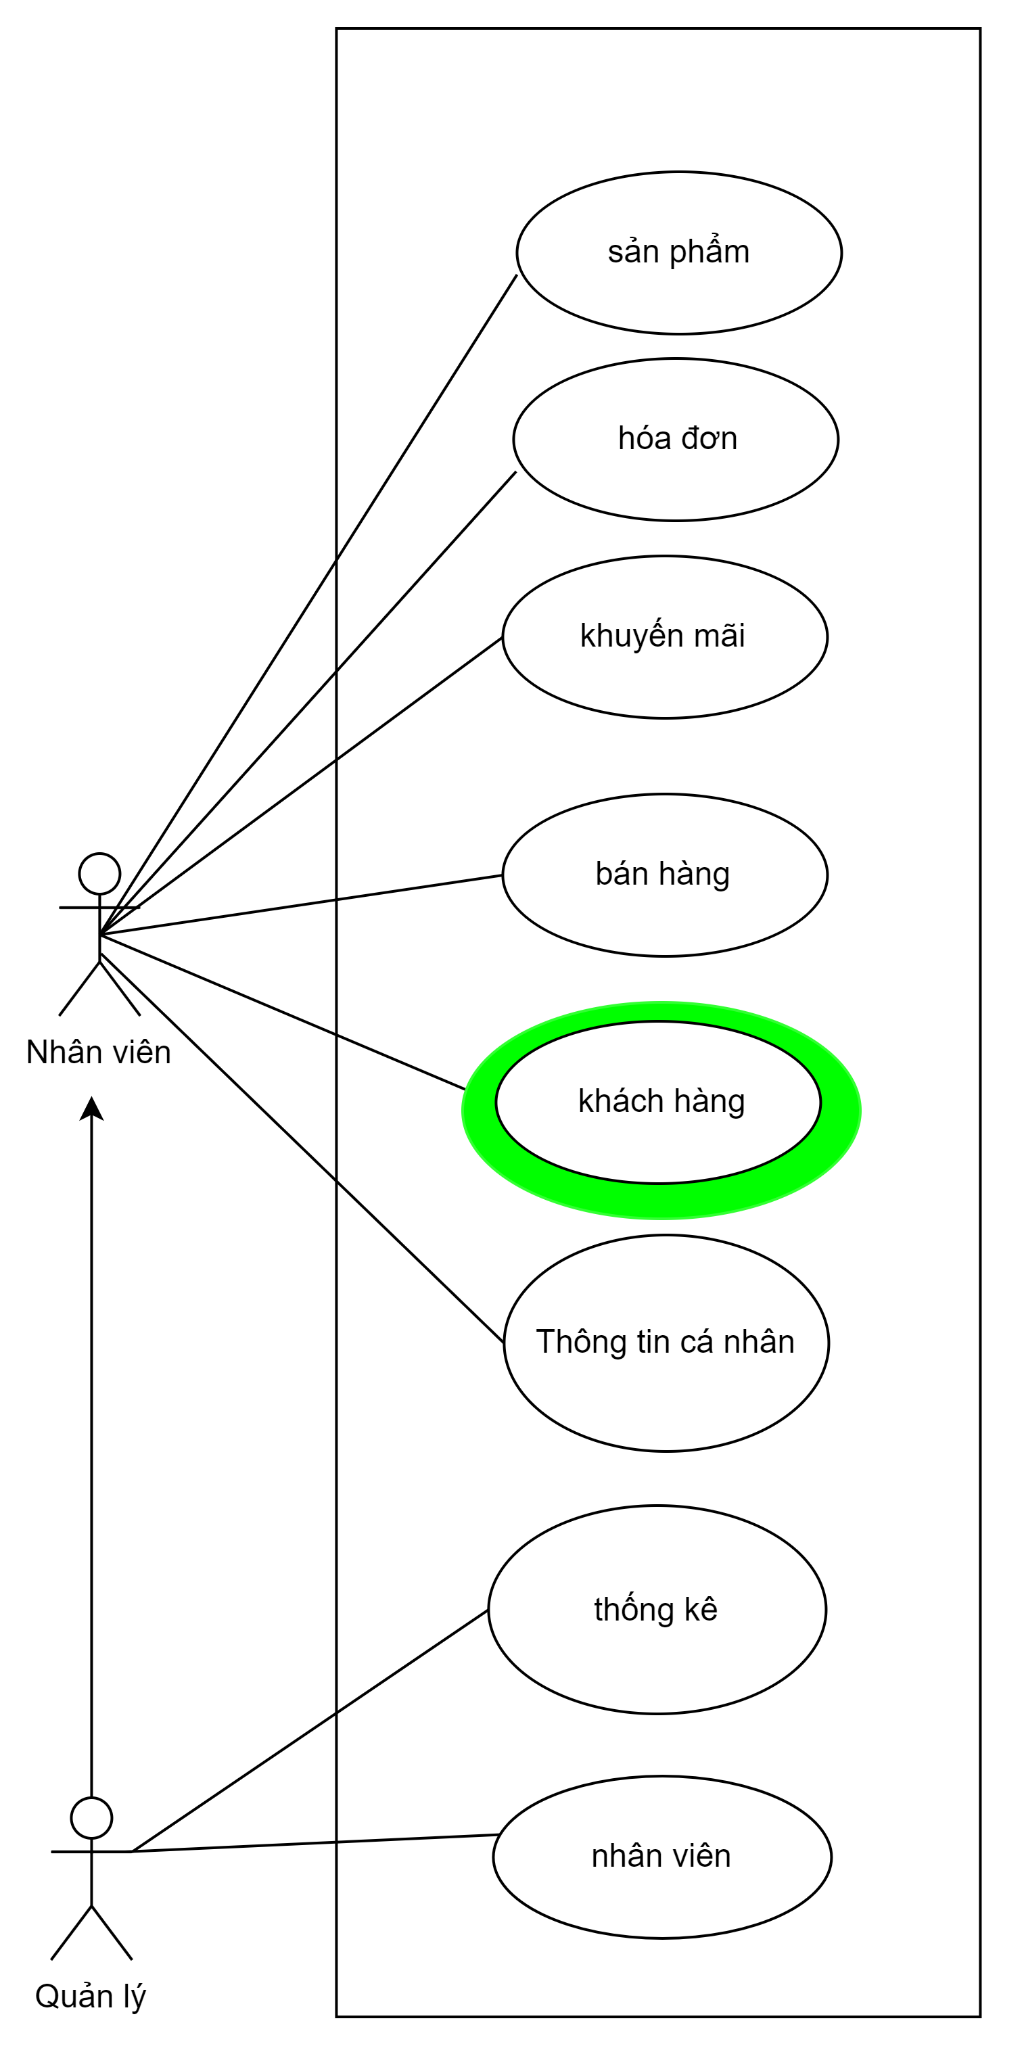 sản phẩm
hóa đơn
khuyến mãi
bán hàng
Nhân viên
khách hàng
Thông tin cá nhân
thống kê
nhân viên
Quản lý